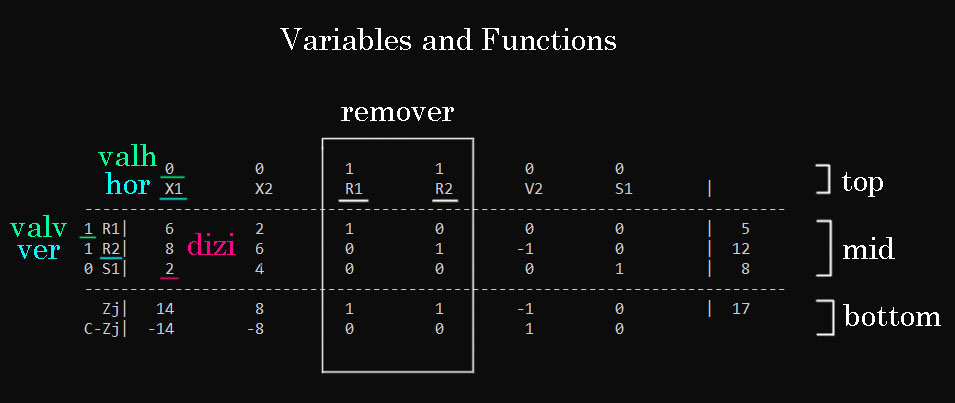 Variables and Functions
remover
valh 0 0 1 1 0 0
hor X1 X2 R1 R2 V2 S1 | top
--------------------------------------------------------------------------------
valv 1 R1| 6 2 1 0 0 0 | 5
ver 1 R2| 8 dizi 6 0 1 -1 0 | 12 mid
0 S1| 2 4 0 0 0 1 | 8
--------------------------------------------------------------------------------
Zj| 14 8 1 1 -1 0 | 17 bottom
C-Zj| -14 -8 0 0 1 0